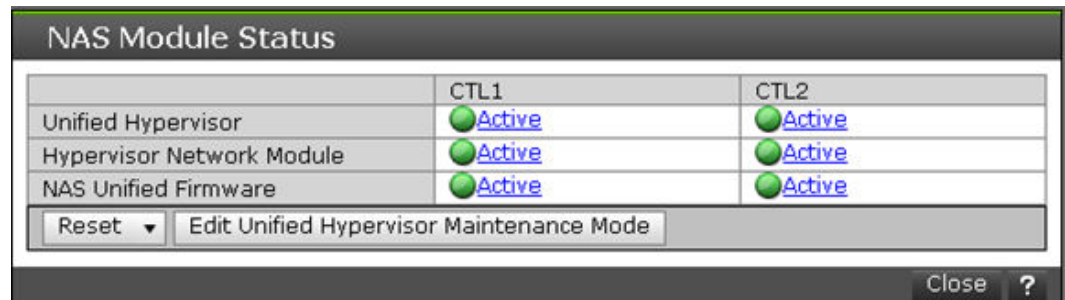 NAS Module Status
CTL1 CTL2
Unified Hypervisor Active Active
Hypervisor Network Module Active Active
NAS Unified Firmware Active Active
Reset Edit Unified Hypervisor Maintenance Mode
Close ?